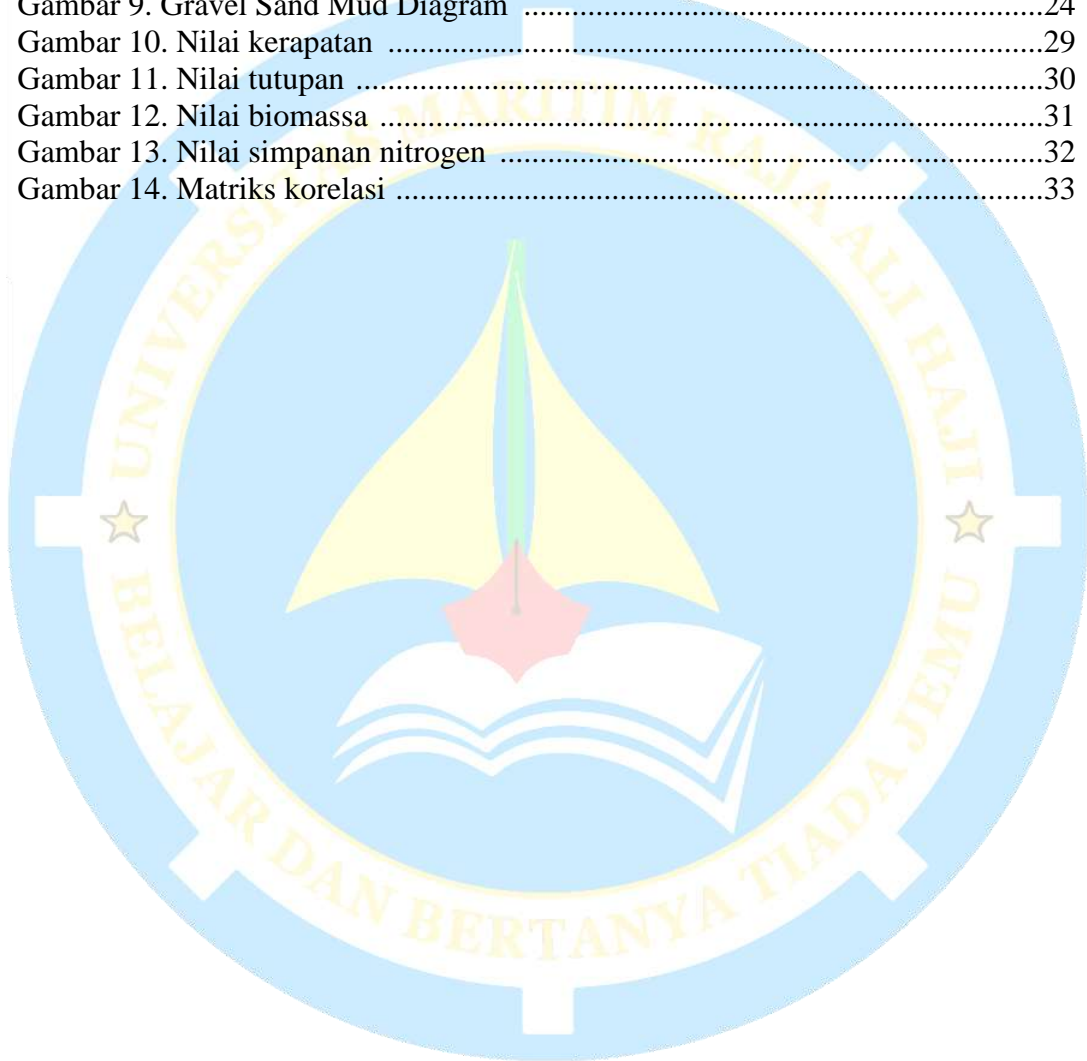 Gambar 9. Gravel Sand Mud Diagram ..................................................................24
Gambar 10. Nilai kerapatan ...................................................................................29
Gambar 11. Nilai tutupan .......................................................................................30
Gambar 12. Nilai biomassa ....................................................................................31
Gambar 13. Nilai simpanan nitrogen .....................................................................32
Gambar 14. Matriks korelasi ..................................................................................33
UNIVERSITAS MARITIM RAJA ALI HAJI
BELAJAR DAN BERTANYA TIADA JEMU